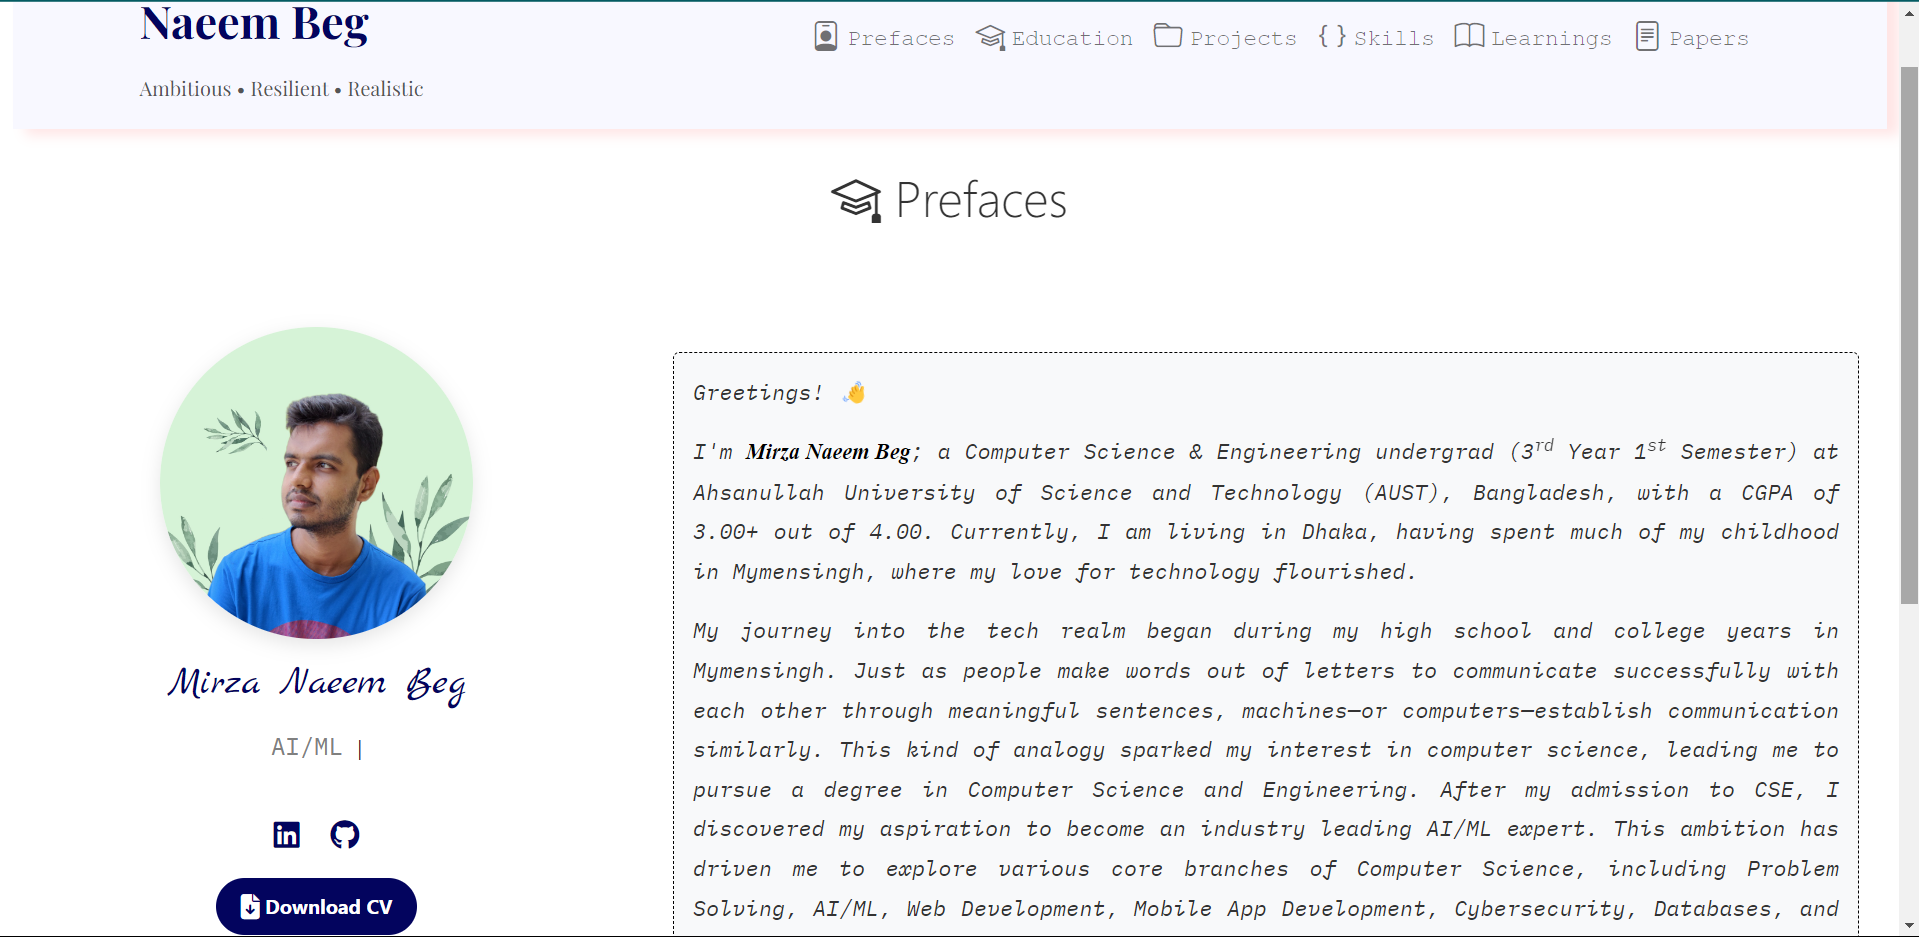 Naeem Beg
Ambitious • Resilient • Realistic
Prefaces Education Projects { } Skills Learnings Papers
Prefaces
Mirza Naeem Beg
AI/ML |
in
Download CV
Greetings! 👋
I'm Mirza Naeem Beg; a Computer Science & Engineering undergrad (3rd Year 1st Semester) at
Ahsanullah University of Science and Technology (AUST), Bangladesh, with a CGPA of
3.00+ out of 4.00. Currently, I am living in Dhaka, having spent much of my childhood
in Mymensingh, where my love for technology flourished.
My journey into the tech realm began during my high school and college years in
Mymensingh. Just as people make words out of letters to communicate successfully with
each other through meaningful sentences, machines—or computers—establish communication
similarly. This kind of analogy sparked my interest in computer science, leading me to
pursue a degree in Computer Science and Engineering. After my admission to CSE, I
discovered my aspiration to become an industry leading AI/ML expert. This ambition has
driven me to explore various core branches of Computer Science, including Problem
Solving, AI/ML, Web Development, Mobile App Development, Cybersecurity, Databases, and